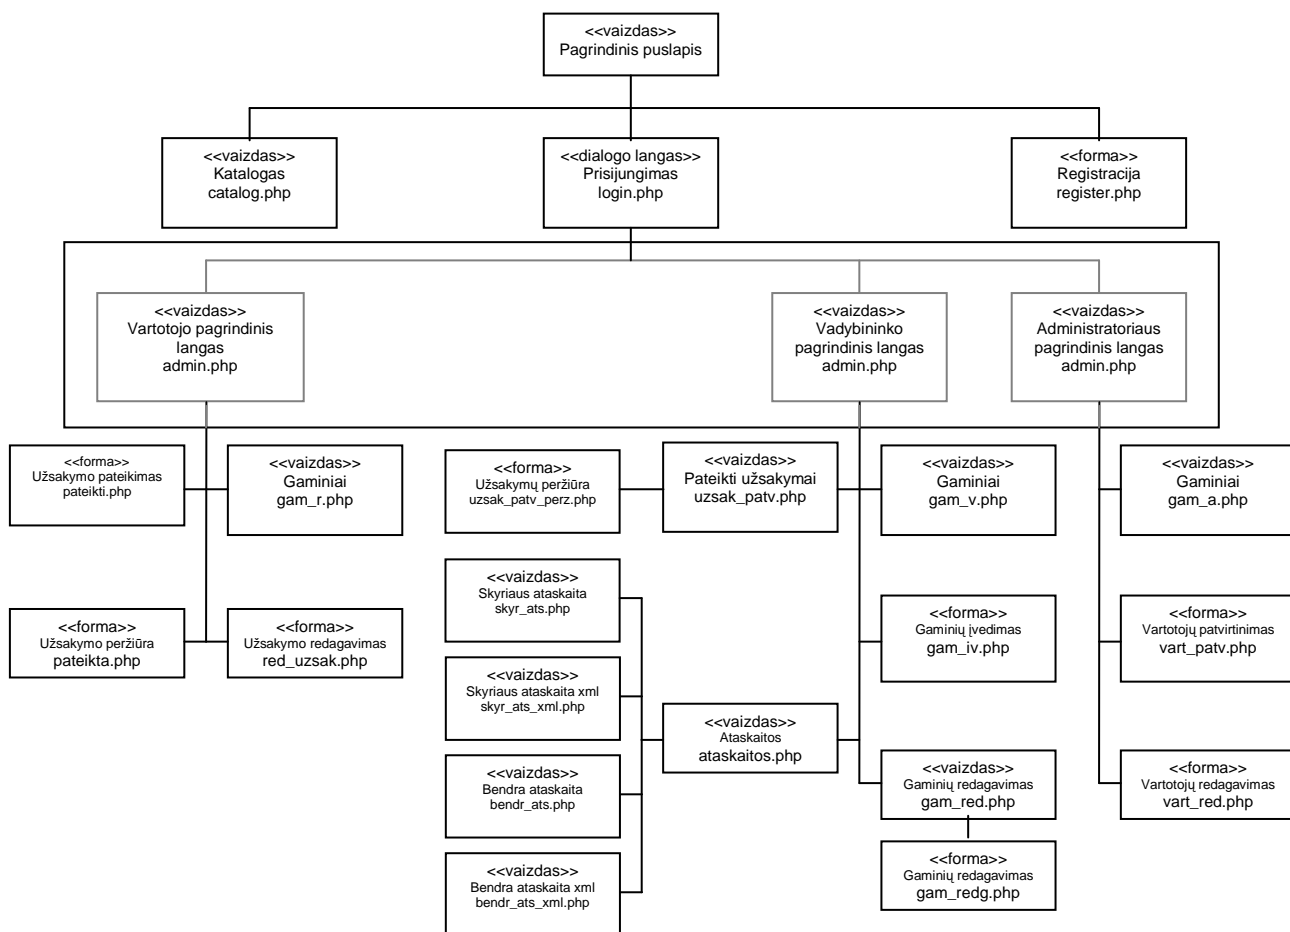 <<vaizdas>>
Pagrindinis puslapis
<<vaizdas>>
Katalogas
catalog.php
<<dialogo langas>>
Prisijungimas
login.php
<<forma>>
Registracija
register.php
<<vaizdas>>
Vartotojo pagrindinis
langas
admin.php
<<vaizdas>>
Vadybininko
pagrindinis langas
admin.php
<<vaizdas>>
Administratoriaus
pagrindinis langas
admin.php
<<forma>>
Užsakymo pateikimas
pateikti.php
<<vaizdas>>
Gaminiai
gam_r.php
<<forma>>
Užsakymų peržiūra
uzsak_patv_perz.php
<<vaizdas>>
Pateikti užsakymai
uzsak_patv.php
<<vaizdas>>
Gaminiai
gam_v.php
<<vaizdas>>
Gaminiai
gam_a.php
<<vaizdas>>
Skyriaus ataskaita
skyr_ats.php
<<forma>>
Užsakymo peržiūra
pateikta.php
<<forma>>
Užsakymo redagavimas
red_uzsak.php
<<forma>>
Gaminių įvedimas
gam_iv.php
<<forma>>
Vartotojų patvirtinimas
vart_patv.php
<<vaizdas>>
Skyriaus ataskaita xml
skyr_ats_xml.php
<<vaizdas>>
Ataskaitos
ataskaitos.php
<<vaizdas>>
Bendra ataskaita
bendr_ats.php
<<vaizdas>>
Gaminių redagavimas
gam_red.php
<<forma>>
Vartotojų redagavimas
vart_red.php
<<vaizdas>>
Bendra ataskaita xml
bendr_ats_xml.php
<<forma>>
Gaminių redagavimas
gam_redg.php